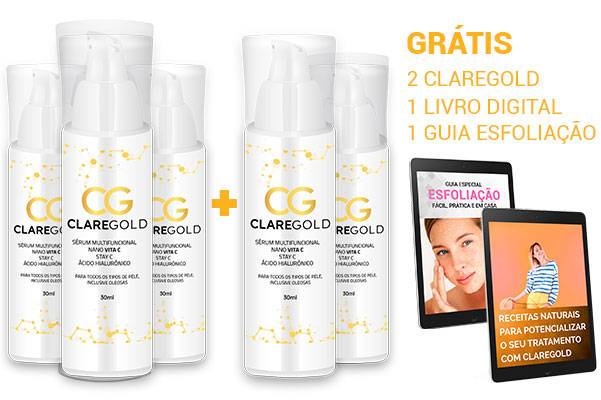 CG
CLAREGOLD
SÉRUM MULTIFUNCIONAL
NANO VITA C
STAY C
ÁCIDO HIALURÔNICO
PARA TODOS OS TIPOS DE PELE,
INCLUSIVE OLEOSAS
30ml
+
CG
CLAREGOLD
SÉRUM MULTIFUNCIONAL
NANO VITA C
STAY C
ÁCIDO HIALURÔNICO
PARA TODOS OS TIPOS DE PELE,
INCLUSIVE OLEOSAS
30ml
GRÁTIS
2 CLAREGOLD
1 LIVRO DIGITAL
1 GUIA ESFOLIAÇÃO
GUIA ESPECIAL
ESFOLIAÇÃO
FÁCIL, PRÁTICA E EM CASA
RECEITAS NATURAIS
PARA POTENCIALIZAR
O SEU TRATAMENTO
COM CLAREGOLD